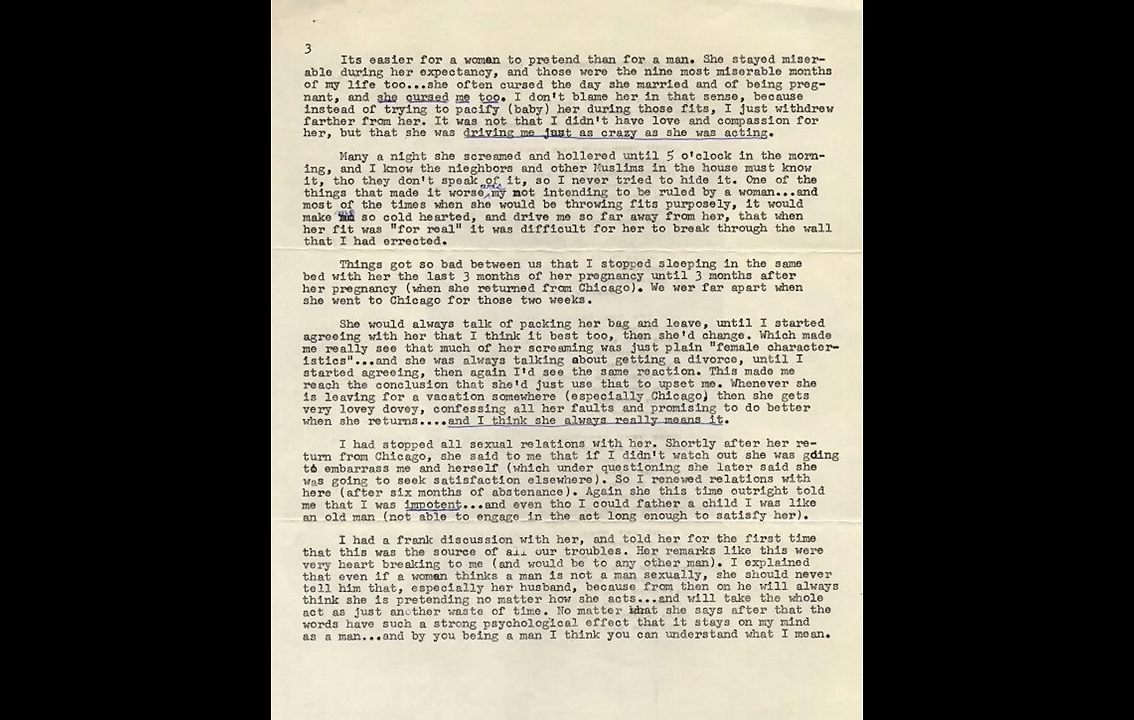 3
Its easier for a woman to pretend than for a man. She stayed miser-
able during her expectancy, and those were the nine most miserable months
of my life too...she often cursed the day she married and of being preg-
nant, and she cursed me too. I don't blame her in that sense, because
instead of trying to pacify (baby) her during those fits, I just withdrew
farther from her. It was not that I didn't have love and compassion for
her, but that she was driving me just as crazy as she was acting.
Many a night she screamed and hollered until 5 o'clock in the morn-
ing, and I know the nieghbors and other Muslims in the house must know
it, tho they don't speak of it, so I never tried to hide it. One of the
things that made it worse, my not intending to be ruled by a woman...and
most of the times when she would be throwing fits purposely, it would
make me so cold hearted, and drive me so far away from her, that when
her fit was "for real" it was difficult for her to break through the wall
that I had errected.
Things got so bad between us that I stopped sleeping in the same
bed with her the last 3 months of her pregnancy until 3 months after
her pregnancy (when she returned from Chicago). We wer far apart when
she went to Chicago for those two weeks.
She would always talk of packing her bag and leave, until I started
agreeing with her that I think it best too, then she'd change. Which made
me really see that much of her screaming was just plain "female character-
istics"...and she was always talking about getting a divorce, until I
started agreeing, then again I'd see the same reaction. This made me
reach the conclusion that she'd just use that to upset me. Whenever she
is leaving for a vacation somewhere (especially Chicago) then she gets
very lovey dovey, confessing all her faults and promising to do better
when she returns....and I think she always really means it.
I had stopped all sexual relations with her. Shortly after her re-
turn from Chicago, she said to me that if I didn't watch out she was going
to embarrass me and herself (which under questioning she later said she
was going to seek satisfaction elsewhere). So I renewed relations with
here (after six months of abstenance). Again she this time outright told
me that I was impotent...and even tho I could father a child I was like
an old man (not able to engage in the act long enough to satisfy her).
I had a frank discussion with her, and told her for the first time
that this was the source of all our troubles. Her remarks like this were
very heart breaking to me (and would be to any other man). I explained
that even if a woman thinks a man is not a man sexually, she should never
tell him that, especially her husband, because from then on he will always
think she is pretending no matter how she acts...and will take the whole
act as just another waste of time. No matter what she says after that the
words have such a strong psychological effect that it stays on my mind
as a man...and by you being a man I think you can understand what I mean.